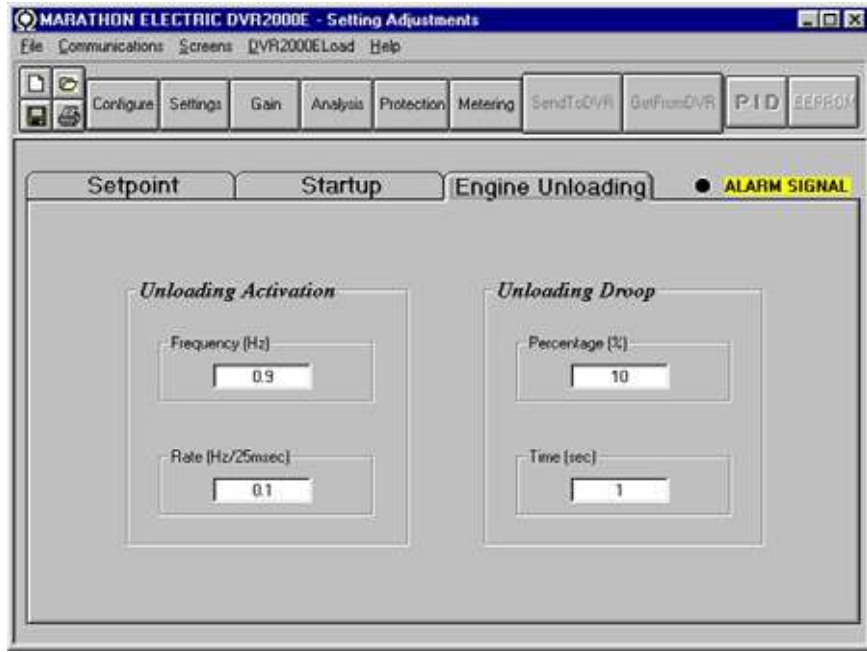 MARATHON ELECTRIC DVR2000E - Setting Adjustments
File Communications Screens DVR2000ELoad Help
Configure Settings Gain Analysis Protection Metering SendToDVR GetFromDVR PID EEPROM
Setpoint Startup Engine Unloading ALARM SIGNAL
Unloading Activation Unloading Droop
Frequency (Hz) Percentage (%)
0.9 10
Rate (Hz/25msec) Time (sec)
0.1 1